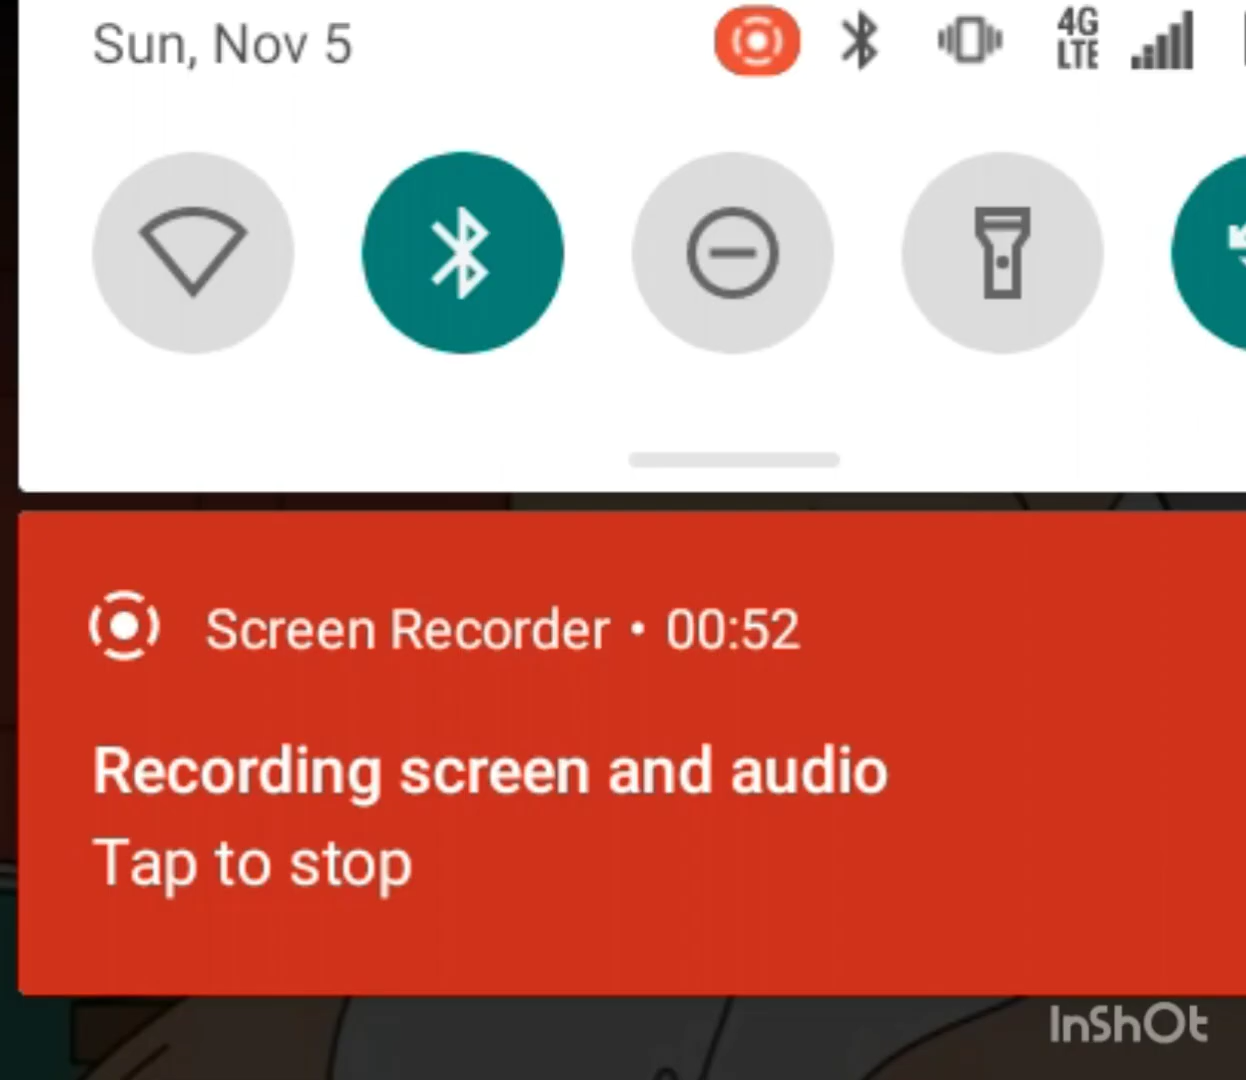 Sun, Nov 5
4G
LTE
Screen Recorder • 00:52
Recording screen and audio
Tap to stop
InShOt